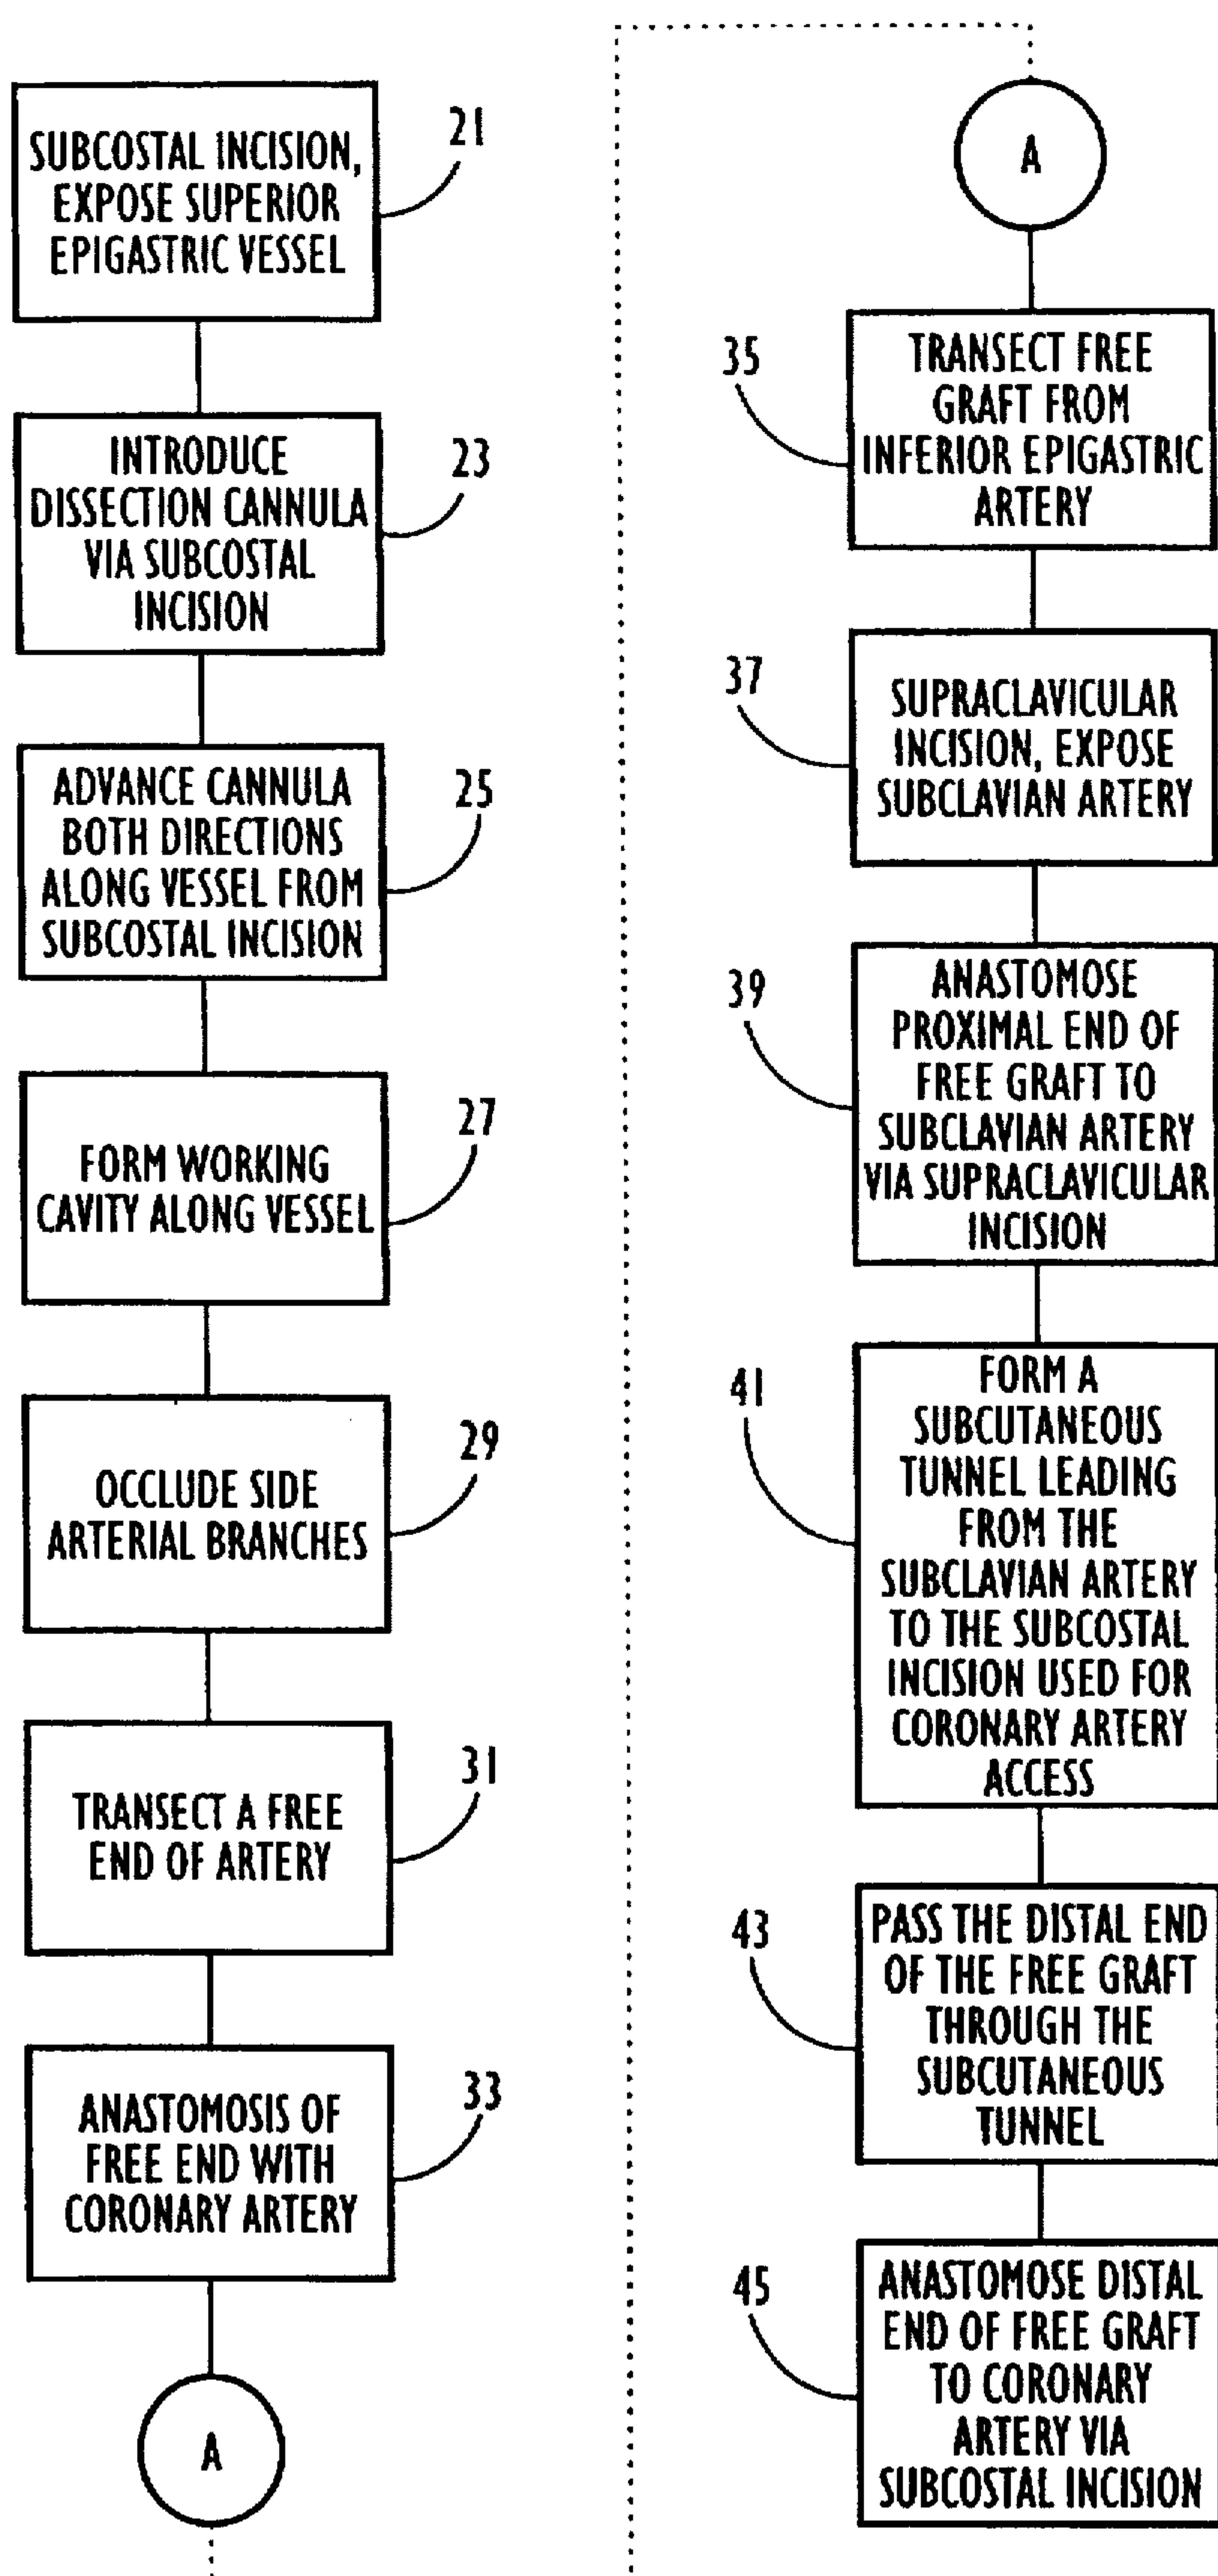 SUBCOSTAL INCISION,
EXPOSE SUPERIOR
EPIGASTRIC VESSEL
21
INTRODUCE
DISSECTION CANNULA
VIA SUBCOSTAL
INCISION
23
ADVANCE CANNULA
BOTH DIRECTIONS
ALONG VESSEL FROM
SUBCOSTAL INCISION
25
FORM WORKING
CAVITY ALONG VESSEL
27
OCCLUDE SIDE
ARTERIAL BRANCHES
29
TRANSECT A FREE
END OF ARTERY
31
ANASTOMOSIS OF
FREE END WITH
CORONARY ARTERY
33
A
A
35
TRANSECT FREE
GRAFT FROM
INFERIOR EPIGASTRIC
ARTERY
37
SUPRACLAVICULAR
INCISION, EXPOSE
SUBCLAVIAN ARTERY
39
ANASTOMOSE
PROXIMAL END OF
FREE GRAFT TO
SUBCLAVIAN ARTERY
VIA SUPRACLAVICULAR
INCISION
41
FORM A
SUBCUTANEOUS
TUNNEL LEADING
FROM THE
SUBCLAVIAN ARTERY
TO THE SUBCOSTAL
INCISION USED FOR
CORONARY ARTERY
ACCESS
43
PASS THE DISTAL END
OF THE FREE GRAFT
THROUGH THE
SUBCUTANEOUS
TUNNEL
45
ANASTOMOSE DISTAL
END OF FREE GRAFT
TO CORONARY
ARTERY VIA
SUBCOSTAL INCISION